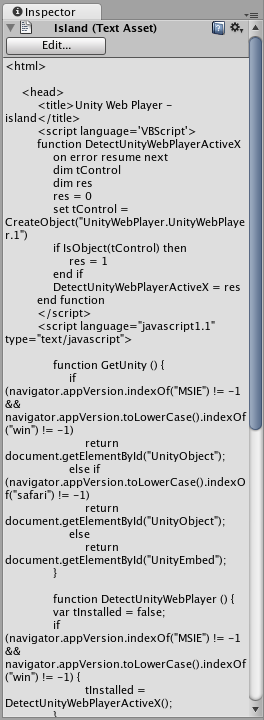 Inspector
Island (Text Asset)
Edit...
<html>
<head>
<title>Unity Web Player -
island</title>
<script language='VBScript'>
function DetectUnityWebPlayerActiveX
on error resume next
dim tControl
dim res
res = 0
set tControl =
CreateObject("UnityWebPlayer.UnityWebPlaye
r.1")
if IsObject(tControl) then
res = 1
end if
DetectUnityWebPlayerActiveX = res
end function
</script>
<script language="javascript1.1"
type="text/javascript">
function GetUnity () {
if
(navigator.appVersion.indexOf("MSIE") != -1
&&
navigator.appVersion.toLowerCase().indexOf
("win") != -1)
return
document.getElementById("UnityObject");
else if
(navigator.appVersion.toLowerCase().indexO
f("safari") != -1)
return
document.getElementById("UnityObject");
else
return
document.getElementById("UnityEmbed");
}
function DetectUnityWebPlayer () {
var tInstalled = false;
if
(navigator.appVersion.indexOf("MSIE") != -1
&&
navigator.appVersion.toLowerCase().indexOf
("win") != -1) {
tInstalled =
DetectUnityWebPlayerActiveX();
}